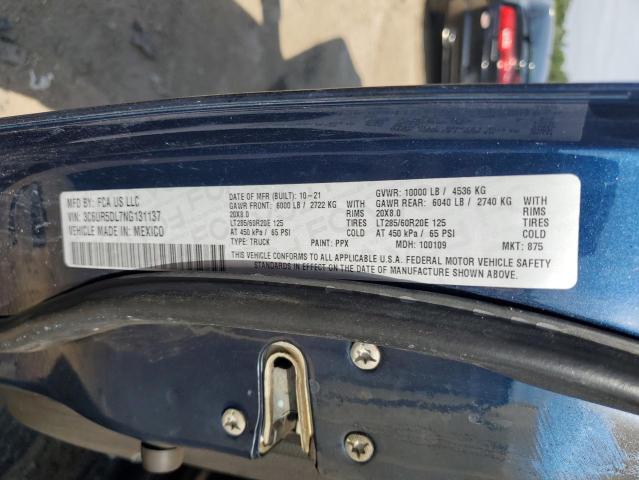 MFD BY: FCA US LLC
VIN: 3C6UR5DL7NG131137
VEHICLE MADE IN: MEXICO
DATE OF MFR (BUILT): 10-21
GAWR FRONT: 6000 LB / 2722 KG WITH
20X8.0 TIRES
LT285/60R20E 125 COLD
AT 450 kPa / 65 PSI
TYPE: TRUCK PAINT: PPX
GVWR: 10000 LB / 4536 KG
GAWR REAR: 6040 LB / 2740 KG WITH
20X8.0 TIRES
LT285/60R20E 125 COLD
AT 450 kPa / 65 PSI
MDH: 100109 MKT: 875
THIS VEHICLE CONFORMS TO ALL APPLICABLE U.S.A. FEDERAL MOTOR VEHICLE SAFETY
STANDARDS IN EFFECT ON THE DATE OF MANUFACTURE SHOWN ABOVE.